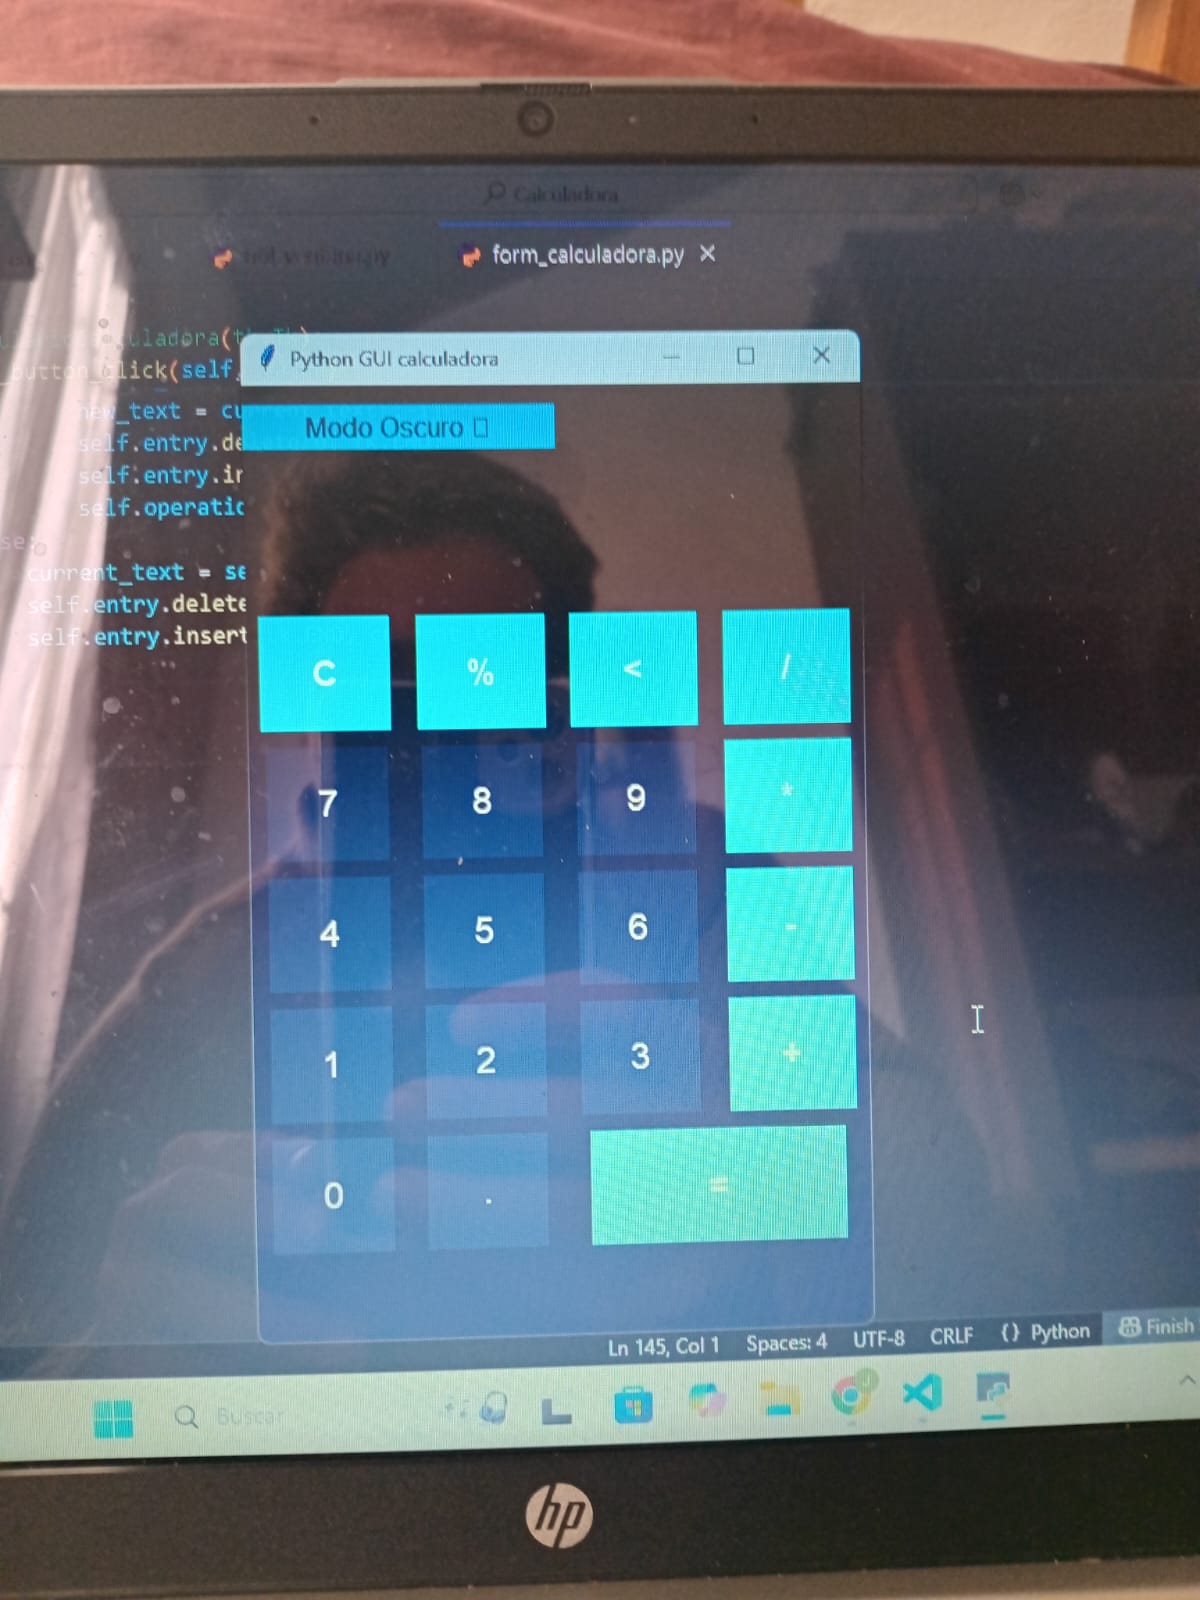 Calculadora
form_calculadora.py
culadora(
button_click(self
new_text = cu
self.entry.de
self.entry.in
self.operatic
se:
current_text = se
self.entry.delete
self.entry.insert
Python GUI calculadora
Modo Oscuro
C % < /
7 8 9 *
4 5 6 -
1 2 3 +
0 . =
Ln 145, Col 1 Spaces: 4 UTF-8 CRLF {} Python Finish
Buscar
hp